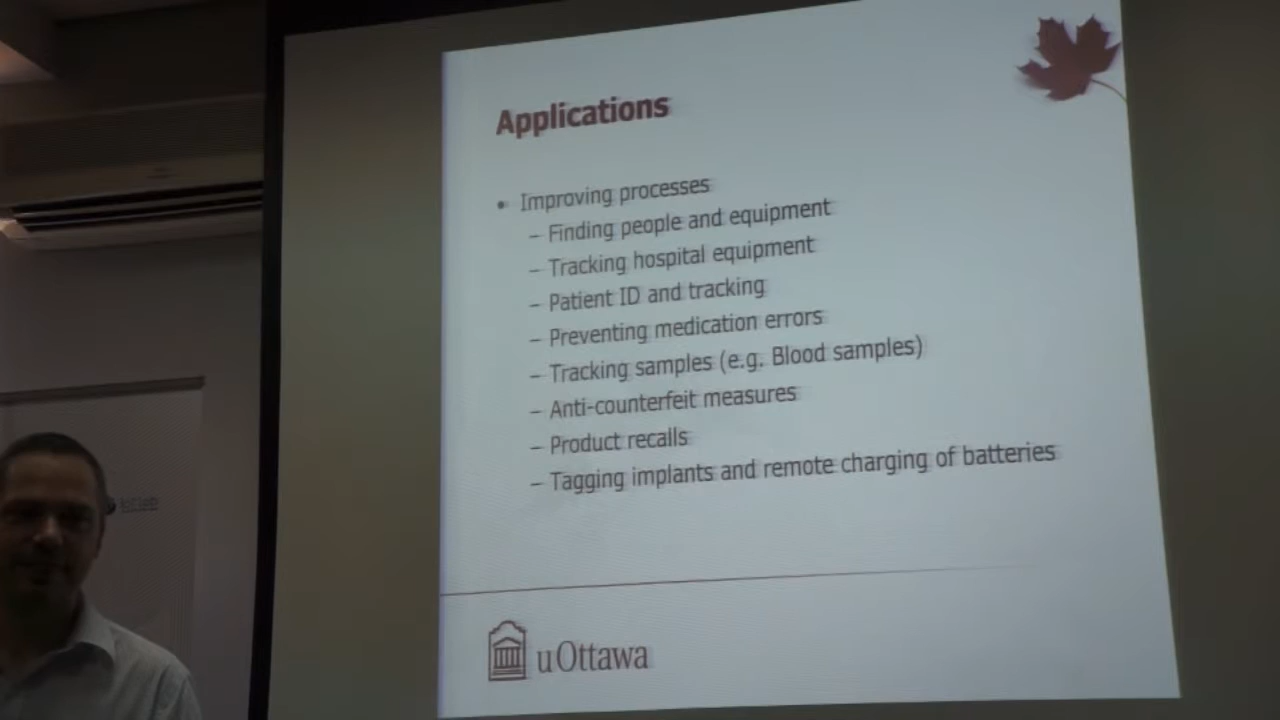 Applications
• Improving processes
– Finding people and equipment
– Tracking hospital equipment
– Patient ID and tracking
– Preventing medication errors
– Tracking samples (e.g. Blood samples)
– Anti-counterfeit measures
– Product recalls
– Tagging implants and remote charging of batteries
uOttawa